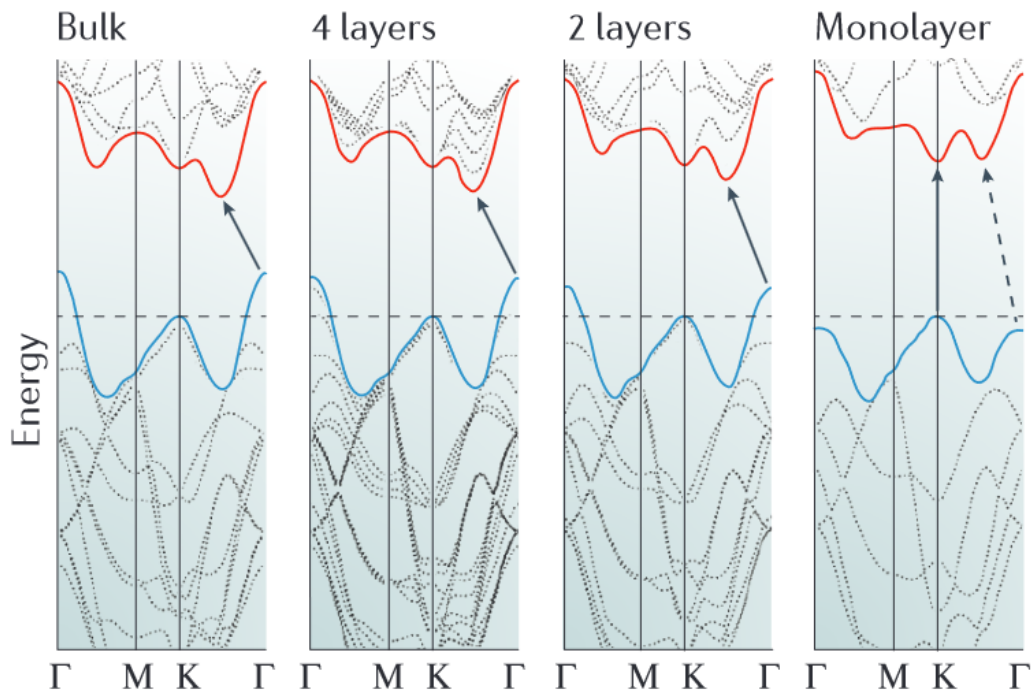 Bulk
4 layers
2 layers
Monolayer
Energy
Γ M K Γ
Γ M K Γ
Γ M K Γ
Γ M K Γ